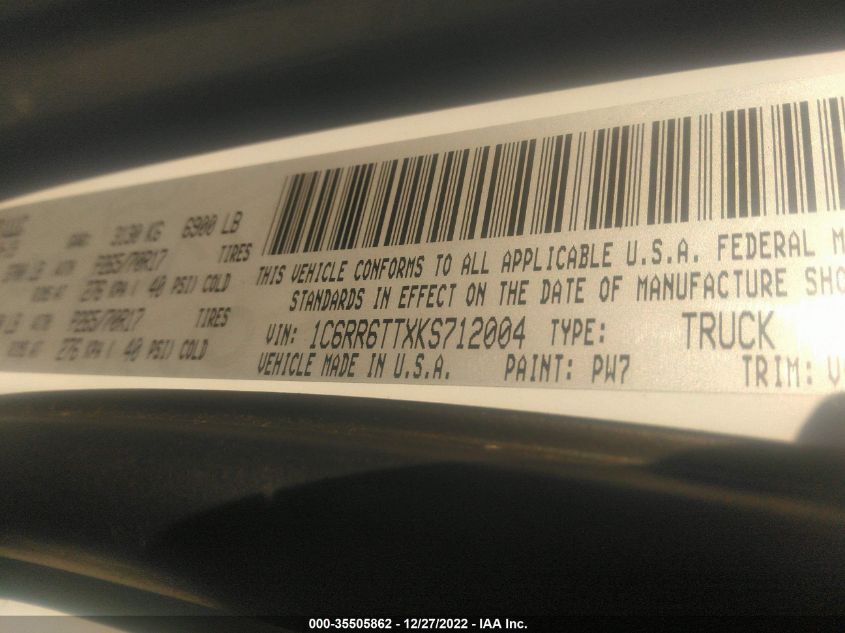 3130 KG 6900 LB
P265/70R17 TIRES
276 KPA ( 40 PSI) COLD
P265/70R17 TIRES
276 KPA ( 40 PSI) COLD
THIS VEHICLE CONFORMS TO ALL APPLICABLE U.S.A. FEDERAL M
STANDARDS IN EFFECT ON THE DATE OF MANUFACTURE SHO
VIN: 1C6RR6TTXKS712004 TYPE: TRUCK
VEHICLE MADE IN U.S.A. PAINT: PW7 TRIM:
000-35505862 - 12/27/2022 - IAA Inc.